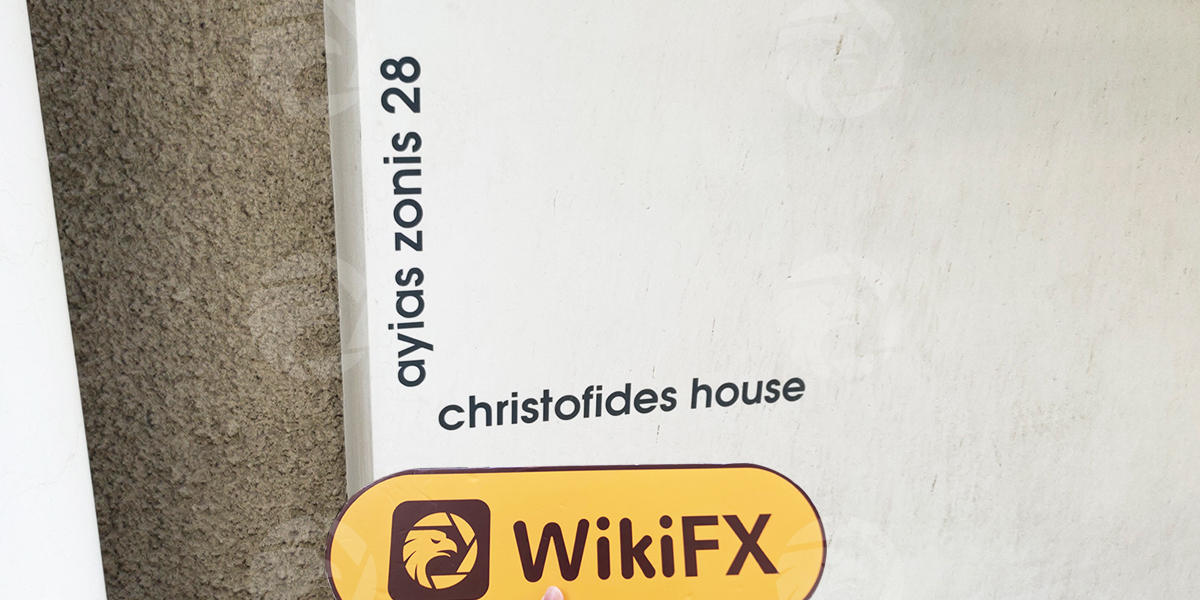 ayias zonis 28
christofides house
WikiFX